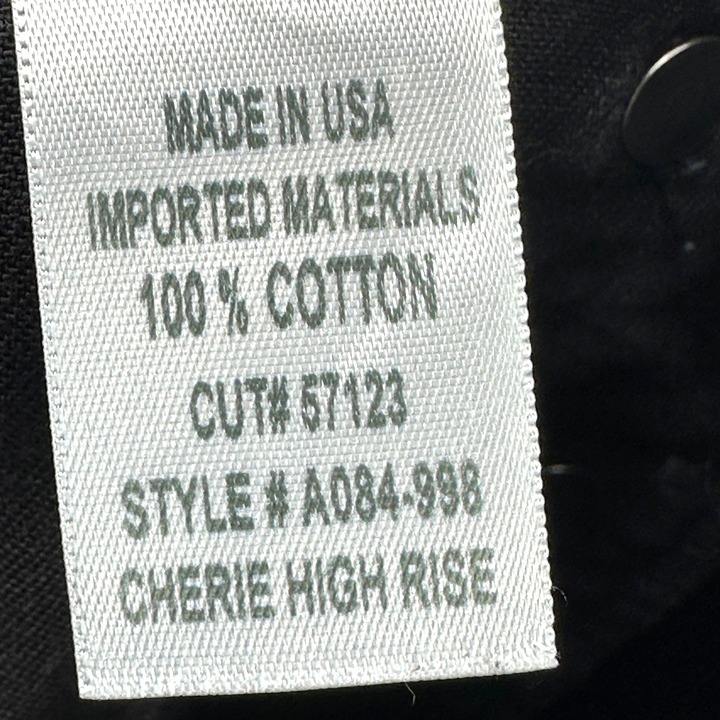 MADE IN USA
IMPORTED MATERIALS
100 % COTTON
CUT# 57123
STYLE # A084-998
CHERIE HIGH RISE